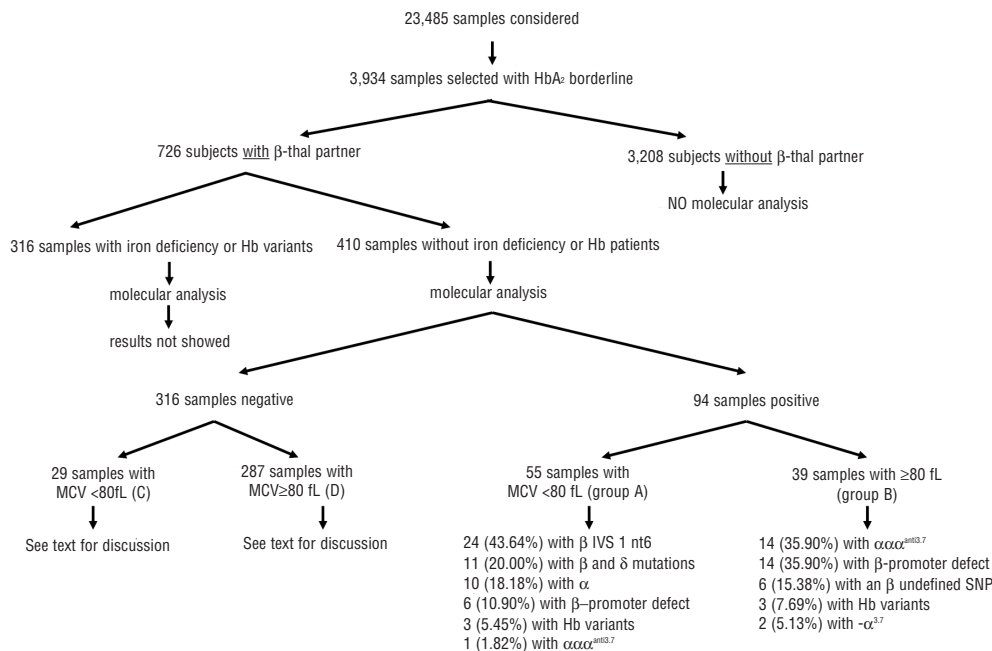 23,485 samples considered
3,934 samples selected with HbA₂ borderline
726 subjects with β-thal partner
3,208 subjects without β-thal partner
NO molecular analysis
316 samples with iron deficiency or Hb variants
410 samples without iron deficiency or Hb patients
molecular analysis
molecular analysis
results not showed
316 samples negative
94 samples positive
29 samples with
MCV <80fL (C)
287 samples with
MCV≥80 fL (D)
55 samples with
MCV <80 fL (group A)
39 samples with ≥80 fL
(group B)
See text for discussion
See text for discussion
24 (43.64%) with β IVS 1 nt6
11 (20.00%) with β and δ mutations
10 (18.18%) with α
6 (10.90%) with β–promoter defect
3 (5.45%) with Hb variants
1 (1.82%) with ααα^anti3.7
14 (35.90%) with ααα^anti3.7
14 (35.90%) with β-promoter defect
6 (15.38%) with an β undefined SNP
3 (7.69%) with Hb variants
2 (5.13%) with -α^3.7